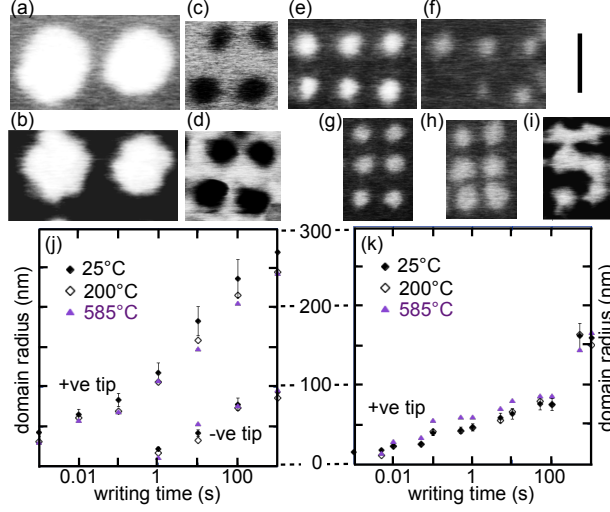 (a)
(b)
(c)
(d)
(e)
(f)
(g)
(h)
(i)
(j)
25°C
200°C
585°C
+ve tip
-ve tip
domain radius (nm)
0.01 1 100
writing time (s)
300
200
100
0
(k)
25°C
200°C
585°C
+ve tip
domain radius (nm)
0.01 1 100
writing time (s)